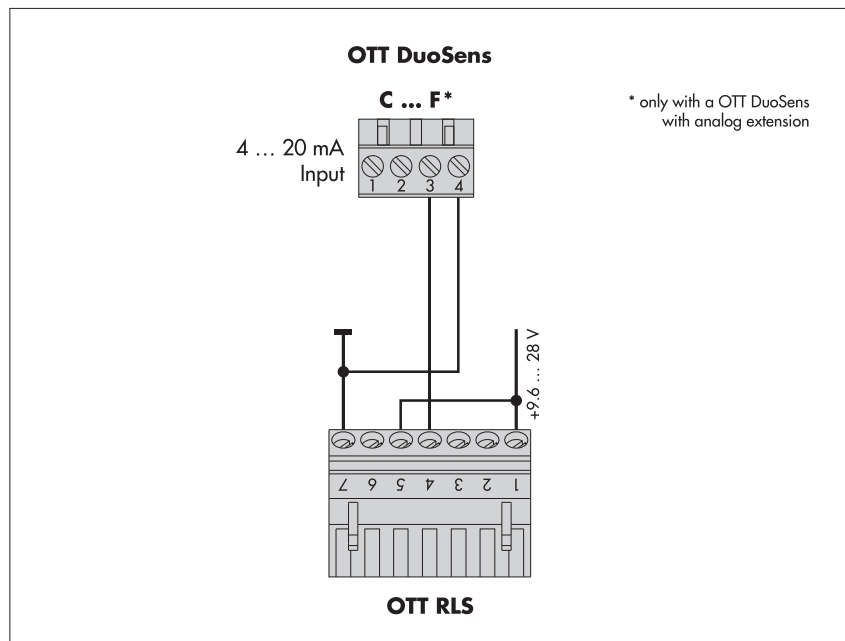 OTT DuoSens
C ... F*
* only with a OTT DuoSens
with analog extension
4 ... 20 mA
Input
1 2 3 4
+9.6 ... 28 V
7 6 5 4 3 2 1
OTT RLS